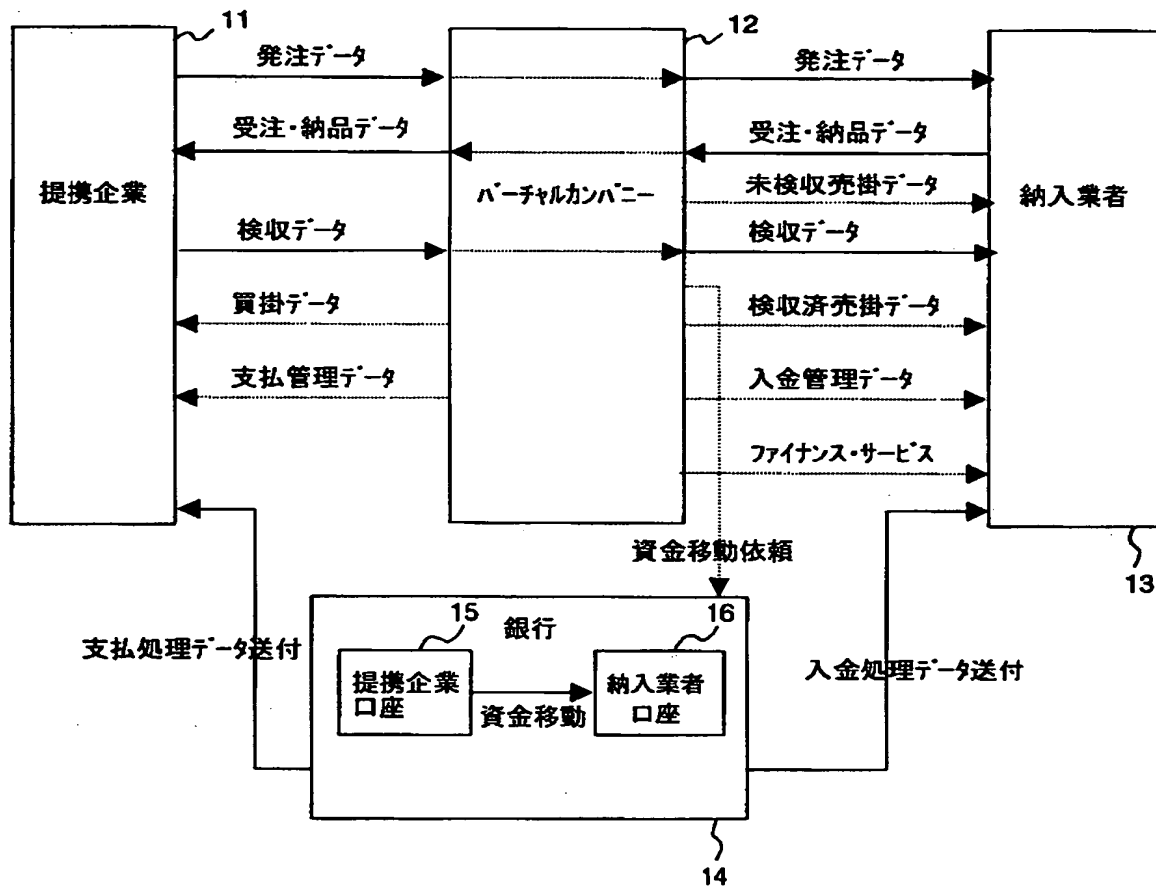 11
12
発注データ
発注データ
受注・納品データ
受注・納品データ
提携企業
バーチャルカンパニー
未検収売掛データ
納入業者
検収データ
検収データ
買掛データ
検収済売掛データ
支払管理データ
入金管理データ
ファイナンス・サービス
資金移動依頼
13
15
銀行
16
支払処理データ送付
入金処理データ送付
提携企業
口座
資金移動
納入業者
口座
14